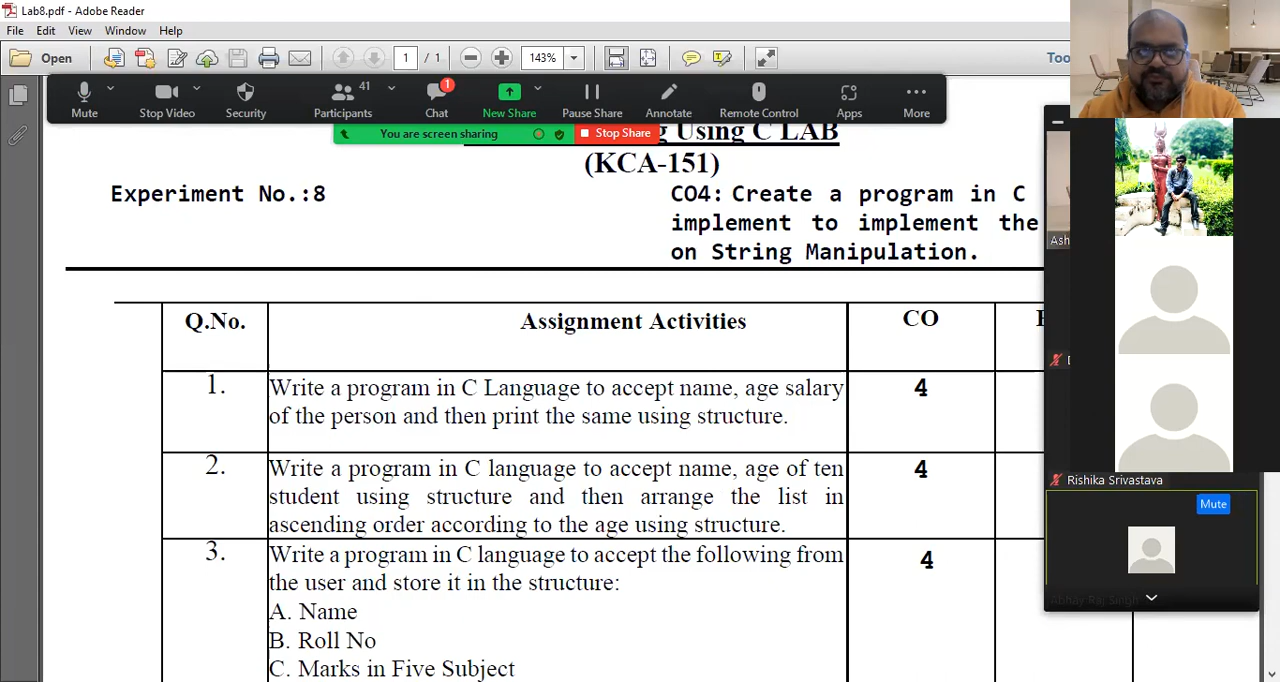 Lab8.pdf - Adobe Reader
File Edit View Window Help
Open 1 / 1 143% Too
Mute Stop Video Security Participants 41 Chat 1 New Share Pause Share Annotate Remote Control Apps More
You are screen sharing Stop Share
g Using C LAB
(KCA-151)
Experiment No.:8
CO4: Create a program in C
implement to implement the
on String Manipulation.
Ash
Q.No. Assignment Activities CO
1. Write a program in C Language to accept name, age salary 4
of the person and then print the same using structure.
2. Write a program in C language to accept name, age of ten 4
student using structure and then arrange the list in
ascending order according to the age using structure.
3. Write a program in C language to accept the following from 4
the user and store it in the structure:
A. Name
B. Roll No
C. Marks in Five Subject
Rishika Srivastava
Mute
Abhay Raj Singh